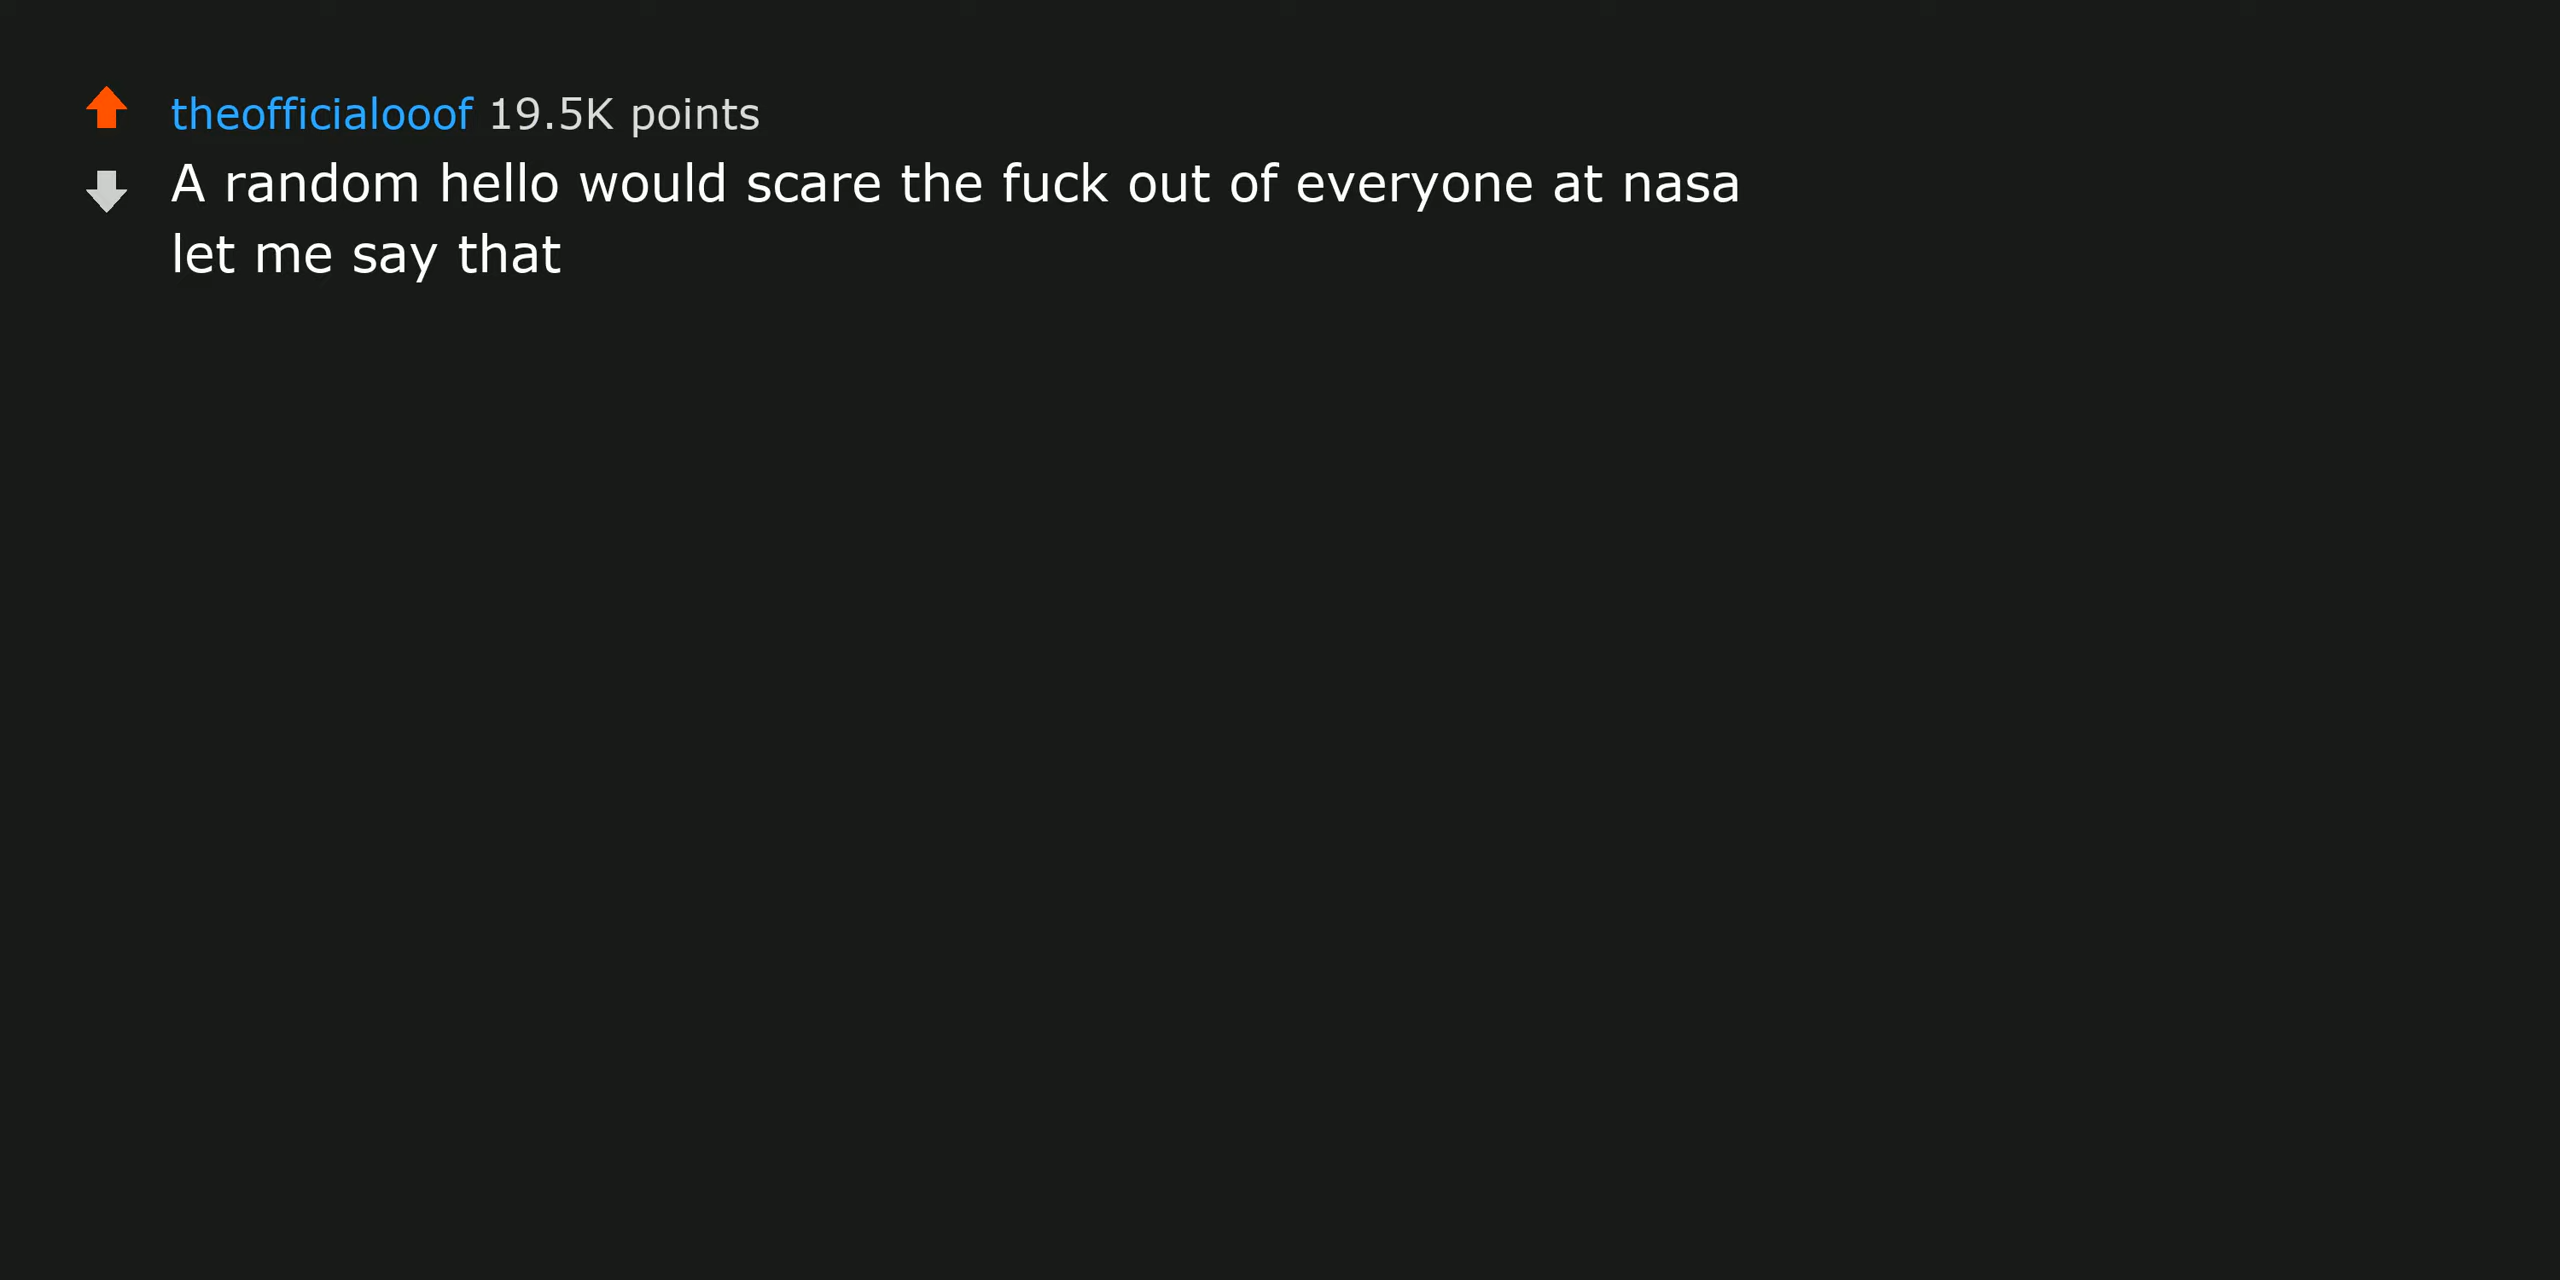 theofficialooof 19.5K points
A random hello would scare the fuck out of everyone at nasa
let me say that